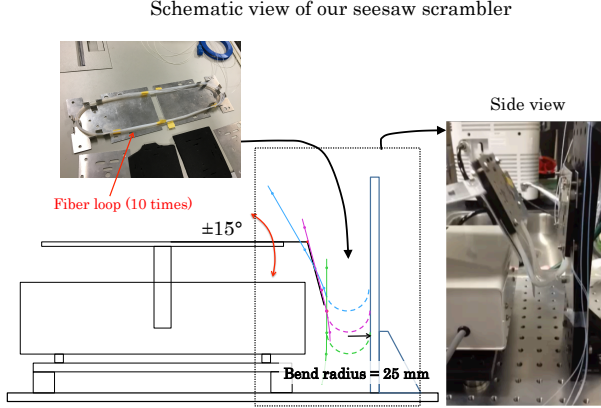 Schematic view of our seesaw scrambler
Side view
Fiber loop (10 times)
±15°
Bend radius = 25 mm